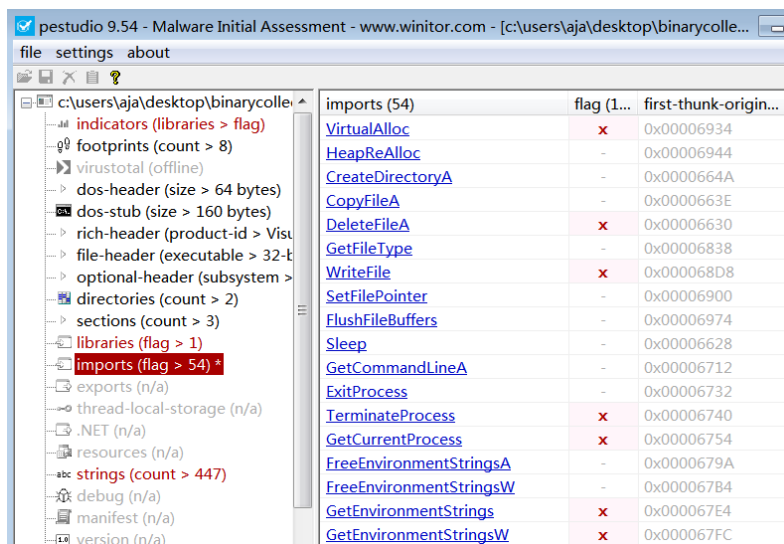 pestudio 9.54 - Malware Initial Assessment - www.winitor.com - [c:\users\aja\desktop\binarycolle...
file settings about
c:\users\aja\desktop\binarycolle
indicators (libraries > flag)
footprints (count > 8)
virustotal (offline)
dos-header (size > 64 bytes)
dos-stub (size > 160 bytes)
rich-header (product-id > Visu
file-header (executable > 32-b
optional-header (subsystem >
directories (count > 2)
sections (count > 3)
libraries (flag > 1)
imports (flag > 54) *
exports (n/a)
thread-local-storage (n/a)
.NET (n/a)
resources (n/a)
abc strings (count > 447)
debug (n/a)
manifest (n/a)
1.0 version (n/a)
imports (54) flag (1... first-thunk-origin...
VirtualAlloc x 0x00006934
HeapReAlloc - 0x00006944
CreateDirectoryA - 0x0000664A
CopyFileA - 0x0000663E
DeleteFileA x 0x00006630
GetFileType - 0x00006838
WriteFile x 0x000068D8
SetFilePointer - 0x00006900
FlushFileBuffers - 0x00006974
Sleep - 0x00006628
GetCommandLineA - 0x00006712
ExitProcess - 0x00006732
TerminateProcess x 0x00006740
GetCurrentProcess x 0x00006754
FreeEnvironmentStringsA - 0x0000679A
FreeEnvironmentStringsW - 0x000067B4
GetEnvironmentStrings x 0x000067E4
GetEnvironmentStringsW x 0x000067FC